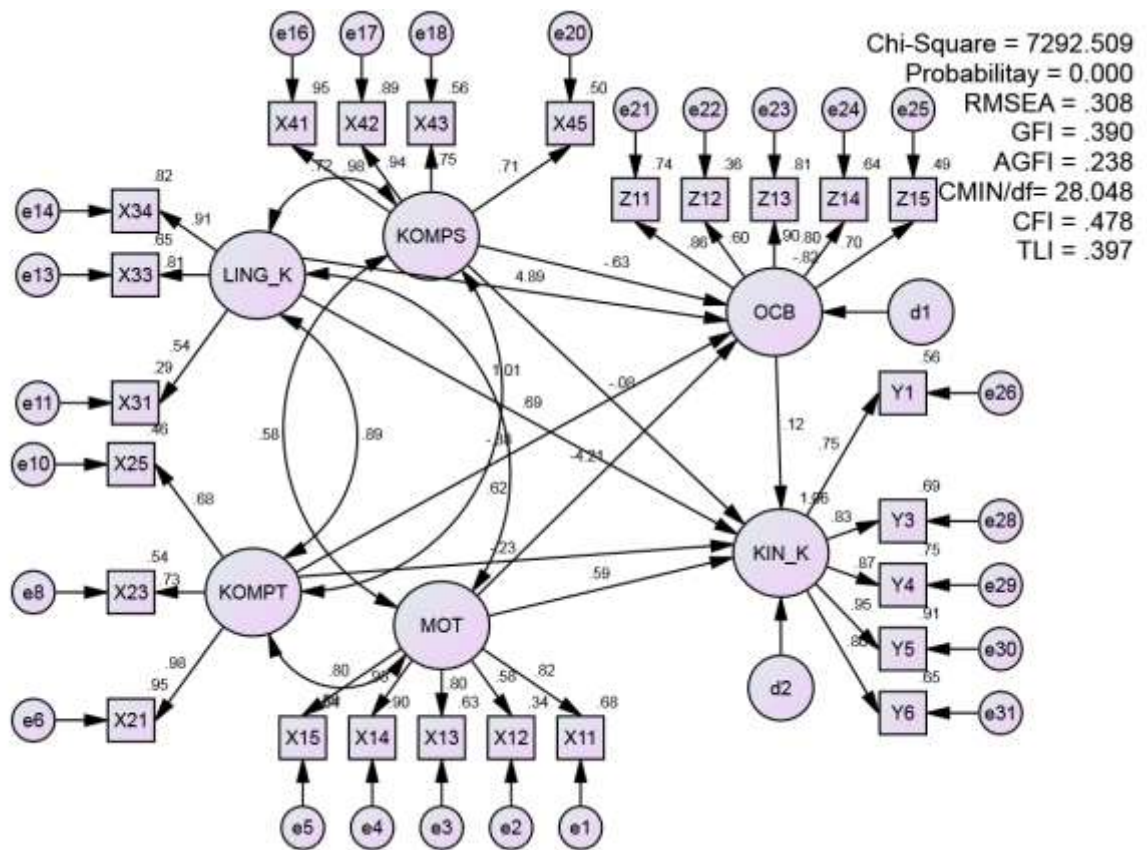 e16
e17
e18
e20
Chi-Square = 7292.509
Probabilitay = 0.000
RMSEA = .308
GFI = .390
AGFI = .238
CMIN/df= 28.048
CFI = .478
TLI = .397
.95
.89
.56
.50
X41
X42
X43
X45
e21
e22
e23
e24
e25
.74
.36
.81
.64
.49
Z11
Z12
Z13
Z14
Z15
.72
.98
.94
.75
.71
.82
e14
X34
.91
.65
e13
X33
.81
KOMPS
LING_K
.86
.60
.90
.80
-.82
.70
-.63
4.89
OCB
d1
.54
.29
e11
X31
.46
e10
X25
.68
1.01
.69
-.08
.58
.89
-4.21
.62
.12
.56
Y1
e26
.75
.54
e8
X23
.73
KOMPT
-.23
.59
KIN_K
.83
.69
Y3
e28
.87
.75
Y4
e29
.95
.91
Y5
e30
.65
Y6
e31
d2
MOT
.98
.95
e6
X21
.80
.80
.58
.82
.90
.63
.34
.68
X15
X14
X13
X12
X11
e5
e4
e3
e2
e1